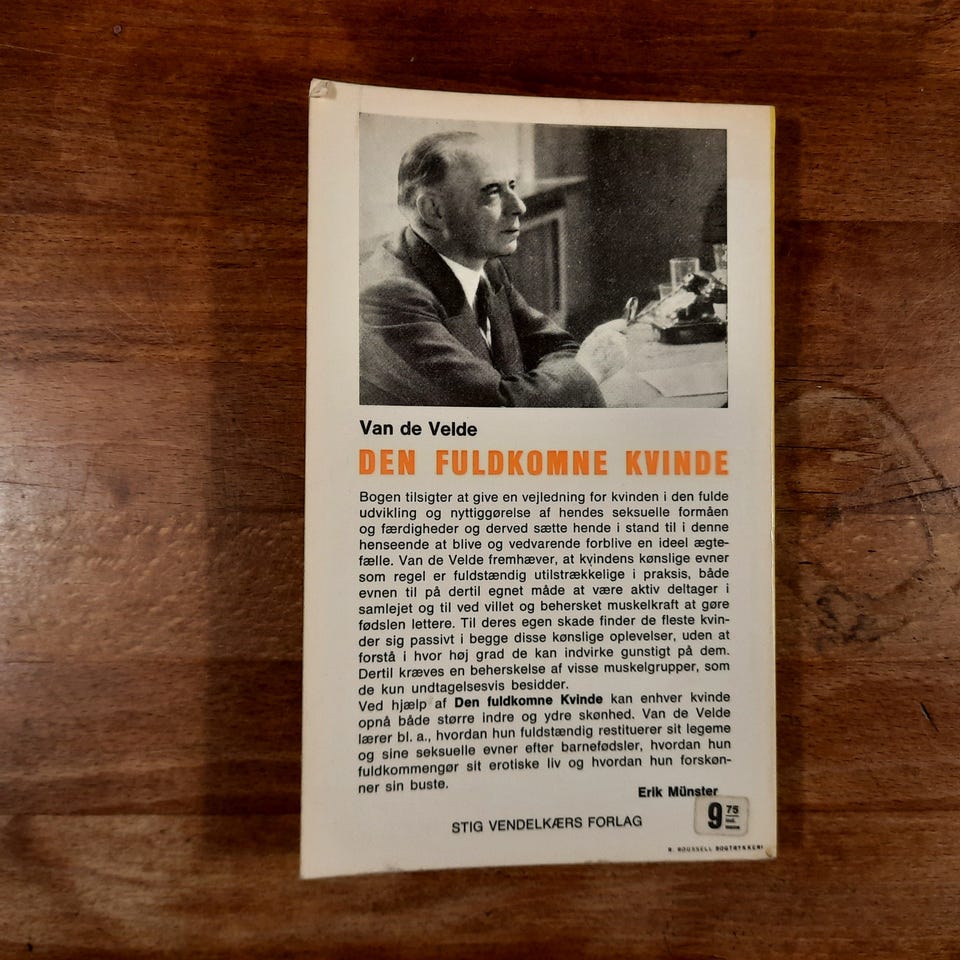 Van de Velde
DEN FULDKOMNE KVINDE
Bogen tilsigter at give en vejledning for kvinden i den fulde
udvikling og nyttiggørelse af hendes seksuelle formåen
og færdigheder og derved sætte hende i stand til i denne
henseende at blive og vedvarende forblive en ideel ægte-
fælle. Van de Velde fremhæver, at kvindens kønslige evner
som regel er fuldstændig utilstrækkelige i praksis, både
evnen til på dertil egnet måde at være aktiv deltager i
samlejet og til ved villet og behersket muskelkraft at gøre
fødslen lettere. Til deres egen skade finder de fleste kvin-
der sig passivt i begge disse kønslige oplevelser, uden at
forstå i hvor høj grad de kan indvirke gunstigt på dem.
Dertil kræves en beherskelse af visse muskelgrupper, som
de kun undtagelsesvis besidder.
Ved hjælp af Den fuldkomne Kvinde kan enhver kvinde
opnå både større indre og ydre skønhed. Van de Velde
lærer bl. a., hvordan hun fuldstændig restituerer sit legeme
og sine seksuelle evner efter barnefødsler, hvordan hun
fuldkommengør sit erotiske liv og hvordan hun forskøn-
ner sin buste.
Erik Münster
9 75
incl.
moms
STIG VENDELKÆRS FORLAG
R. ROUSSELL BOGTRYKKERI